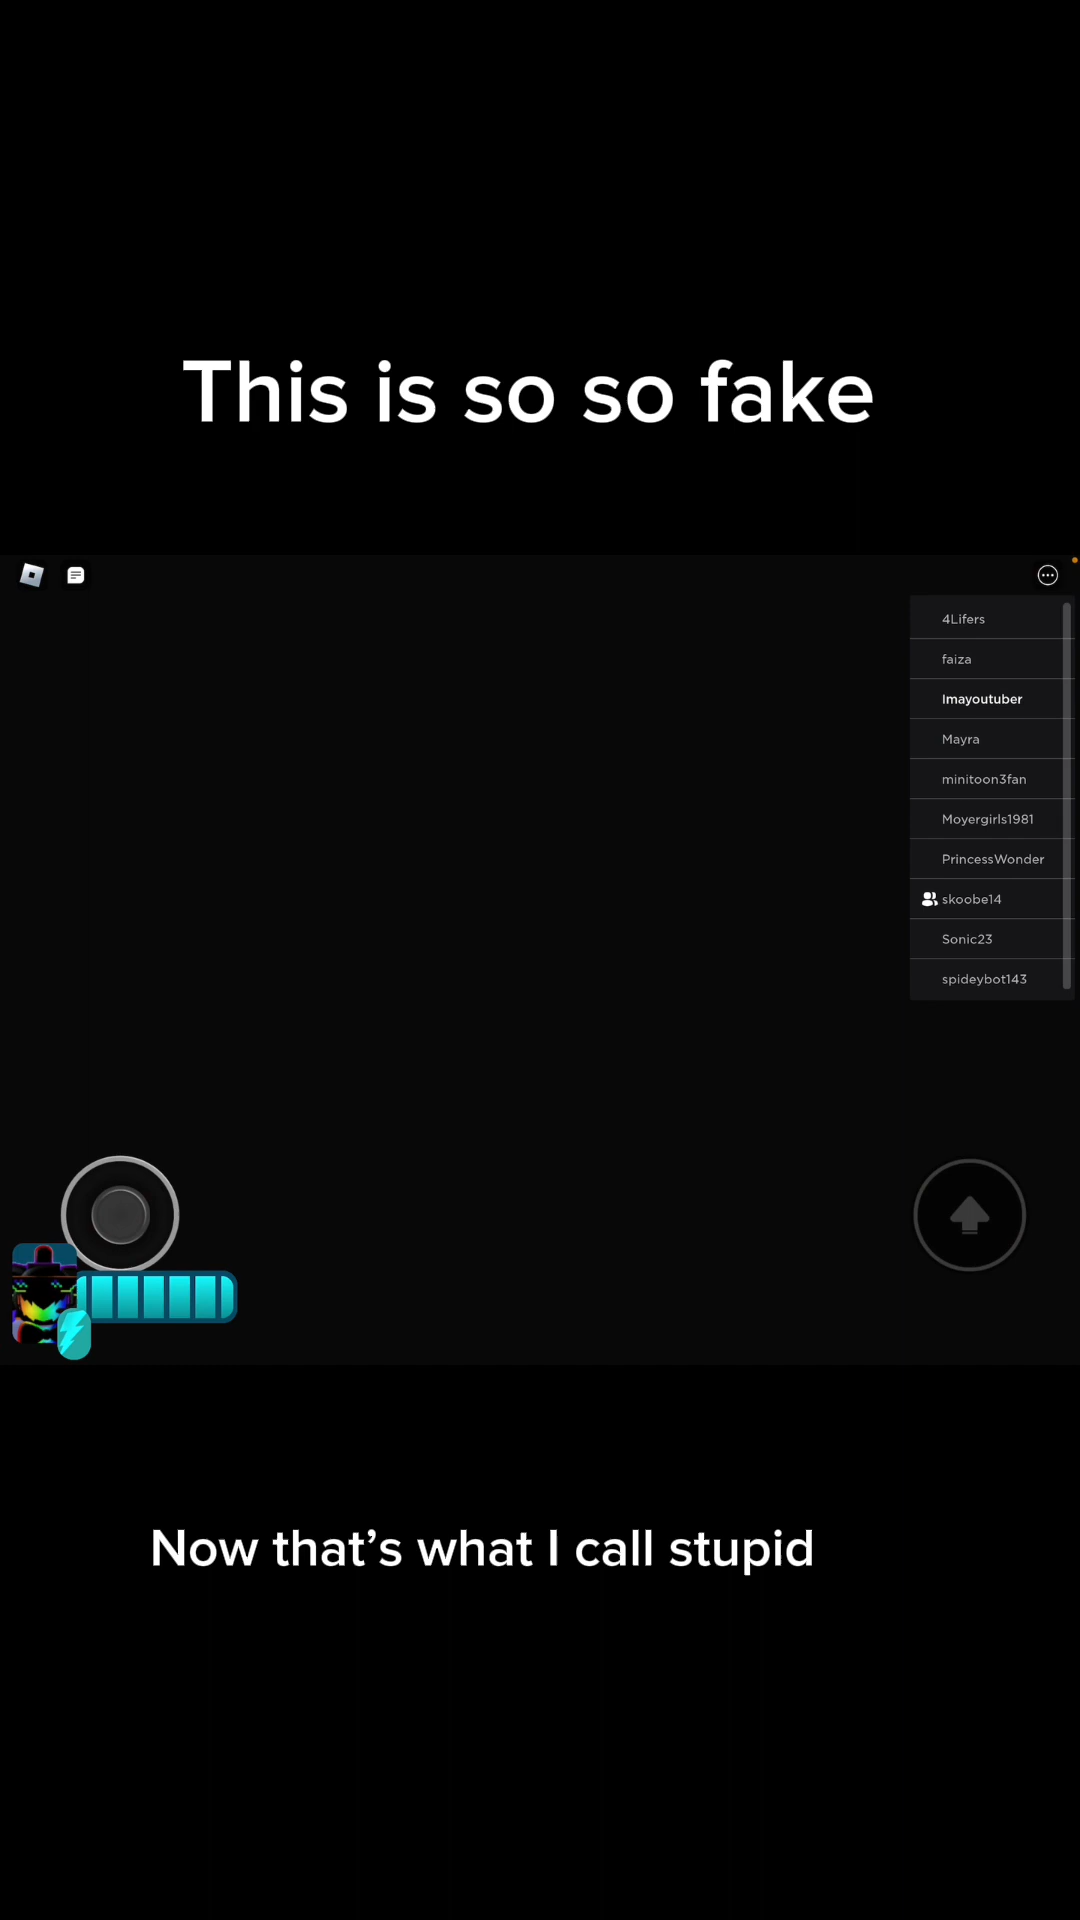 This is so so fake
4Lifers
faiza
Imayoutuber
Mayra
minitoon3fan
Moyergirls1981
PrincessWonder
skoobe14
Sonic23
spideybot143
Now that’s what I call stupid